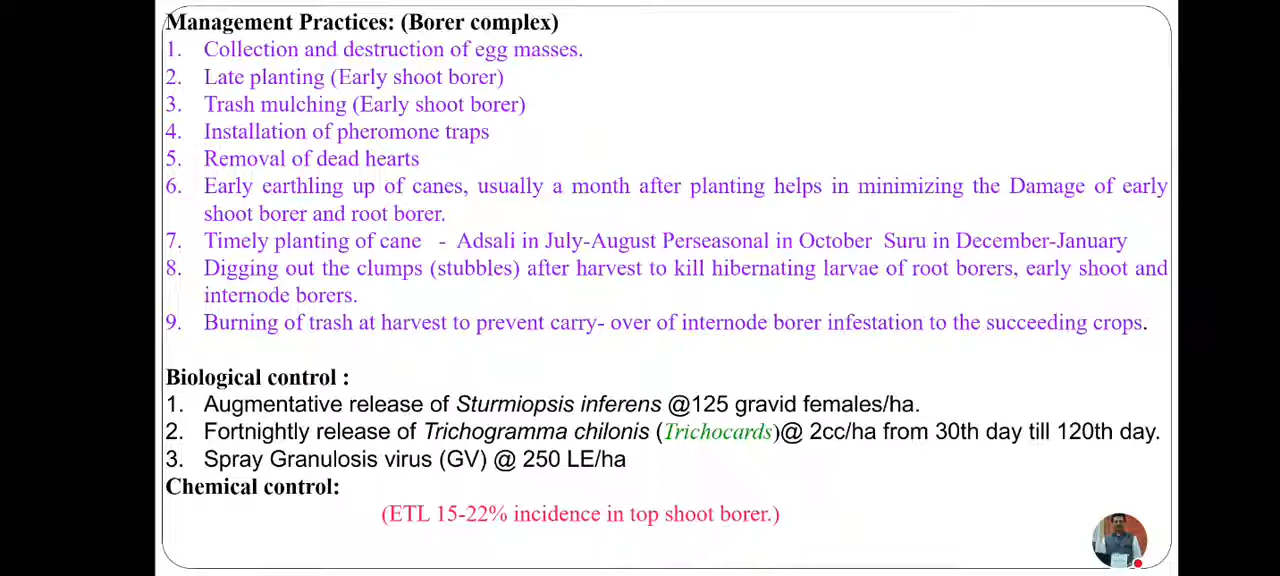 Management Practices: (Borer complex)
1. Collection and destruction of egg masses.
2. Late planting (Early shoot borer)
3. Trash mulching (Early shoot borer)
4. Installation of pheromone traps
5. Removal of dead hearts
6. Early earthling up of canes, usually a month after planting helps in minimizing the Damage of early
shoot borer and root borer.
7. Timely planting of cane - Adsali in July-August Perseasonal in October Suru in December-January
8. Digging out the clumps (stubbles) after harvest to kill hibernating larvae of root borers, early shoot and
internode borers.
9. Burning of trash at harvest to prevent carry- over of internode borer infestation to the succeeding crops.
Biological control :
1. Augmentative release of Sturmiopsis inferens @125 gravid females/ha.
2. Fortnightly release of Trichogramma chilonis (Trichocards)@ 2cc/ha from 30th day till 120th day.
3. Spray Granulosis virus (GV) @ 250 LE/ha
Chemical control:
(ETL 15-22% incidence in top shoot borer.)